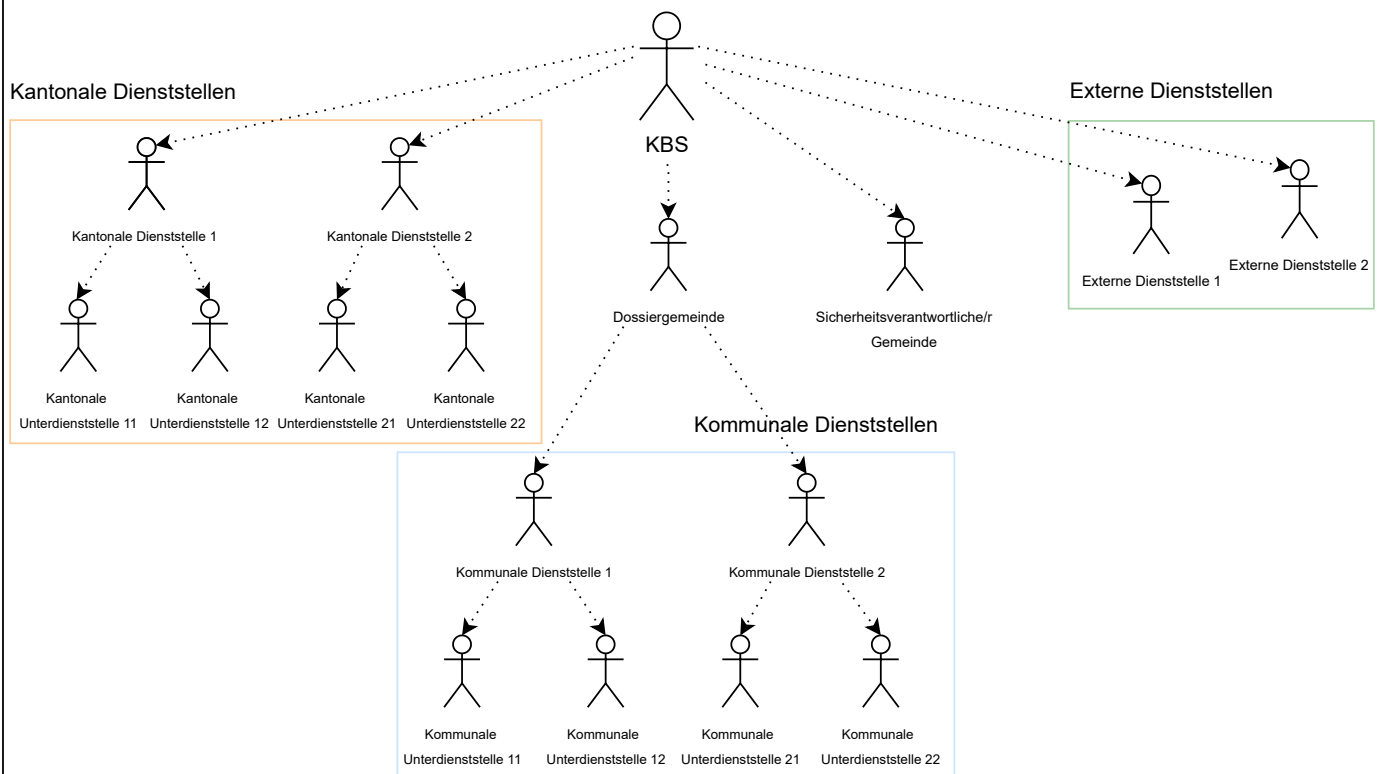 Kantonale Dienststellen
Externe Dienststellen
KBS
Kantonale Dienststelle 1
Kantonale Dienststelle 2
Externe Dienststelle 1
Externe Dienststelle 2
Dossiergemeinde
Sicherheitsverantwortliche/r
Gemeinde
Kantonale
Unterdienststelle 11
Kantonale
Unterdienststelle 12
Kantonale
Unterdienststelle 21
Kantonale
Unterdienststelle 22
Kommunale Dienststellen
Kommunale Dienststelle 1
Kommunale Dienststelle 2
Kommunale
Unterdienststelle 11
Kommunale
Unterdienststelle 12
Kommunale
Unterdienststelle 21
Kommunale
Unterdienststelle 22